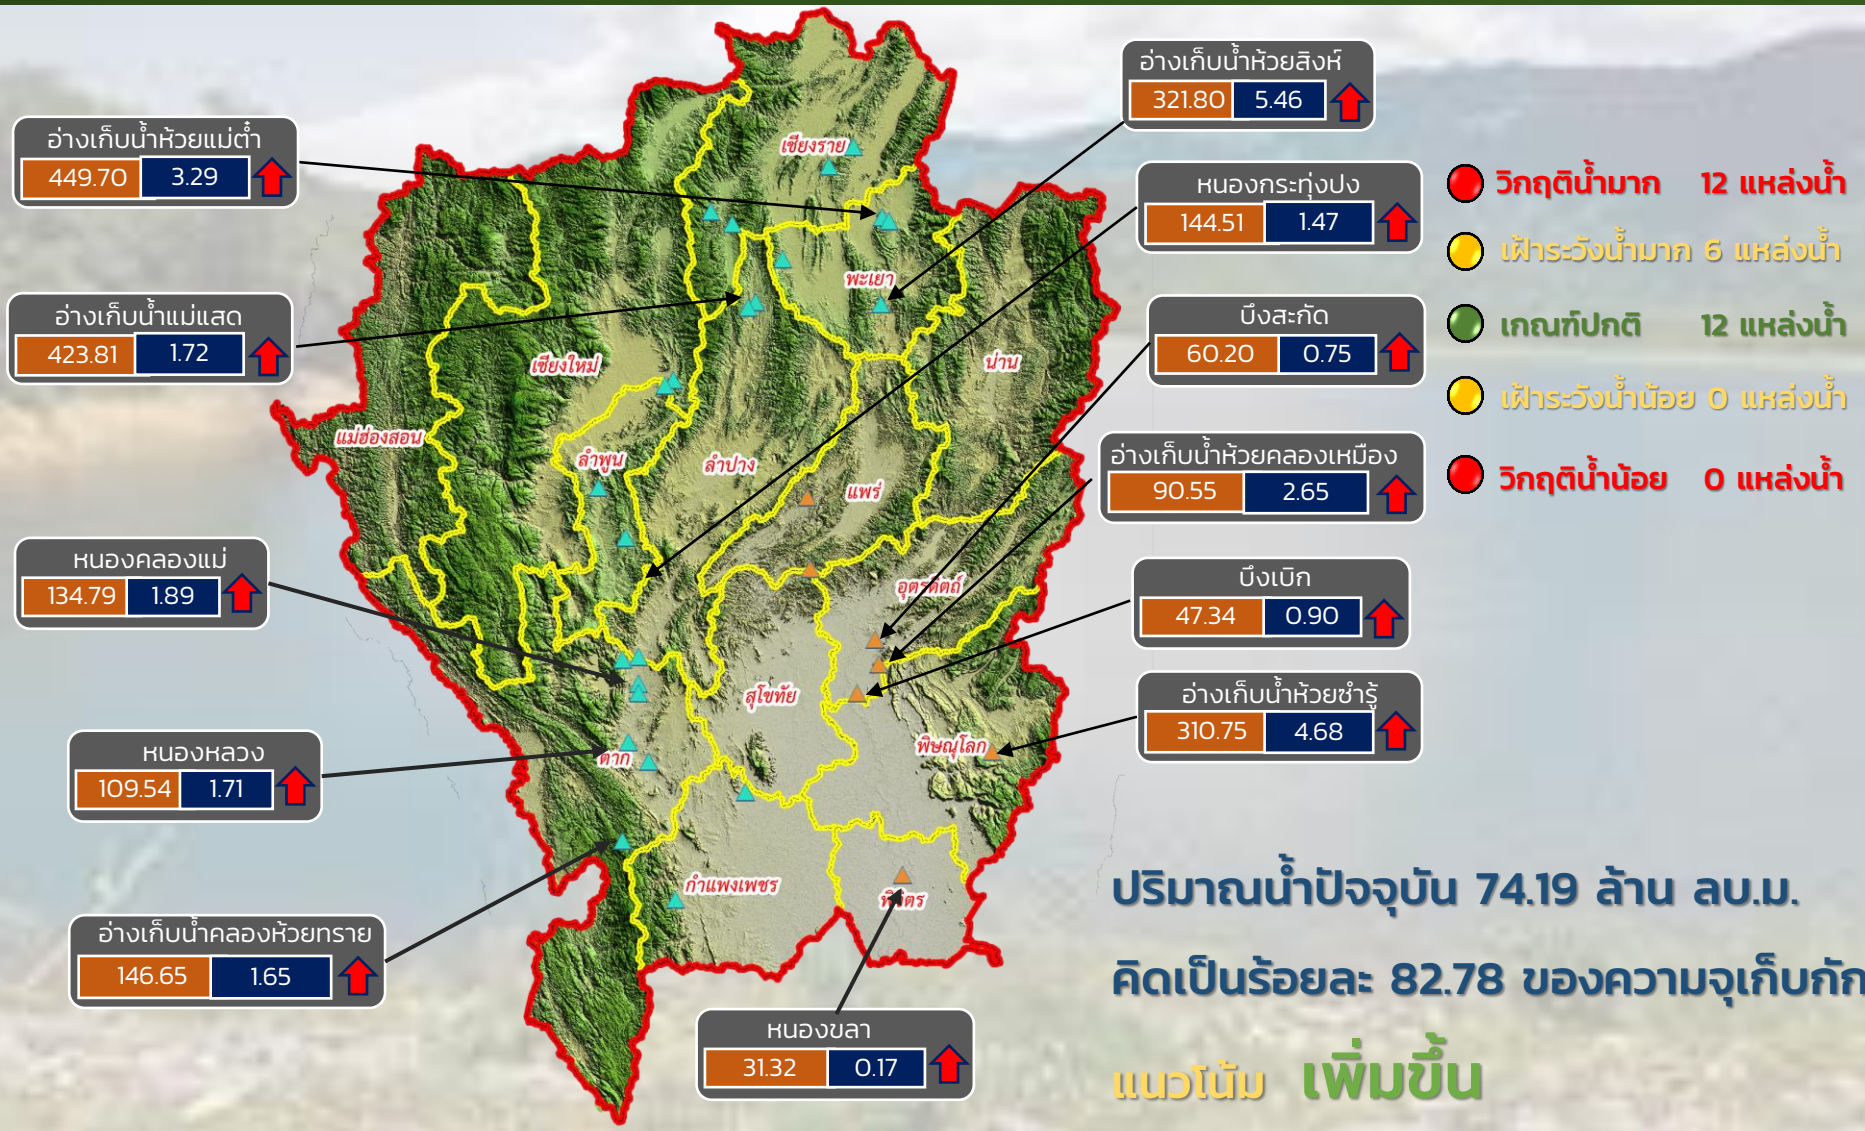 อ่างเก็บน้ำห้วยแม่ต๋ำ
449.70 3.29
อ่างเก็บน้ำแม่แสด
423.81 1.72
หนองคลองแม่
134.79 1.89
หนองหลวง
109.54 1.71
อ่างเก็บน้ำคลองห้วยทราย
146.65 1.65
หนองขลา
31.32 0.17
เชียงราย
พะเยา
น่าน
เชียงใหม่
แม่ฮ่องสอน
ลำพูน
ลำปาง
แพร่
อุตรดิตถ์
สุโขทัย
ตาก
พิษณุโลก
กำแพงเพชร
พิจิตร
อ่างเก็บน้ำห้วยสิงห์
321.80 5.46
หนองกระทุ่งปง
144.51 1.47
บึงสะกัด
60.20 0.75
อ่างเก็บน้ำห้วยคลองเหมือง
90.55 2.65
บึงเบิก
47.34 0.90
อ่างเก็บน้ำห้วยซำรู้
310.75 4.68
วิกฤติน้ำมาก 12 แหล่งน้ำ
เฝ้าระวังน้ำมาก 6 แหล่งน้ำ
เกณฑ์ปกติ 12 แหล่งน้ำ
เฝ้าระวังน้ำน้อย 0 แหล่งน้ำ
วิกฤติน้ำน้อย 0 แหล่งน้ำ
ปริมาณน้ำปัจจุบัน 74.19 ล้าน ลบ.ม.
คิดเป็นร้อยละ 82.78 ของความจุเก็บกัก
แนวโน้ม เพิ่มขึ้น